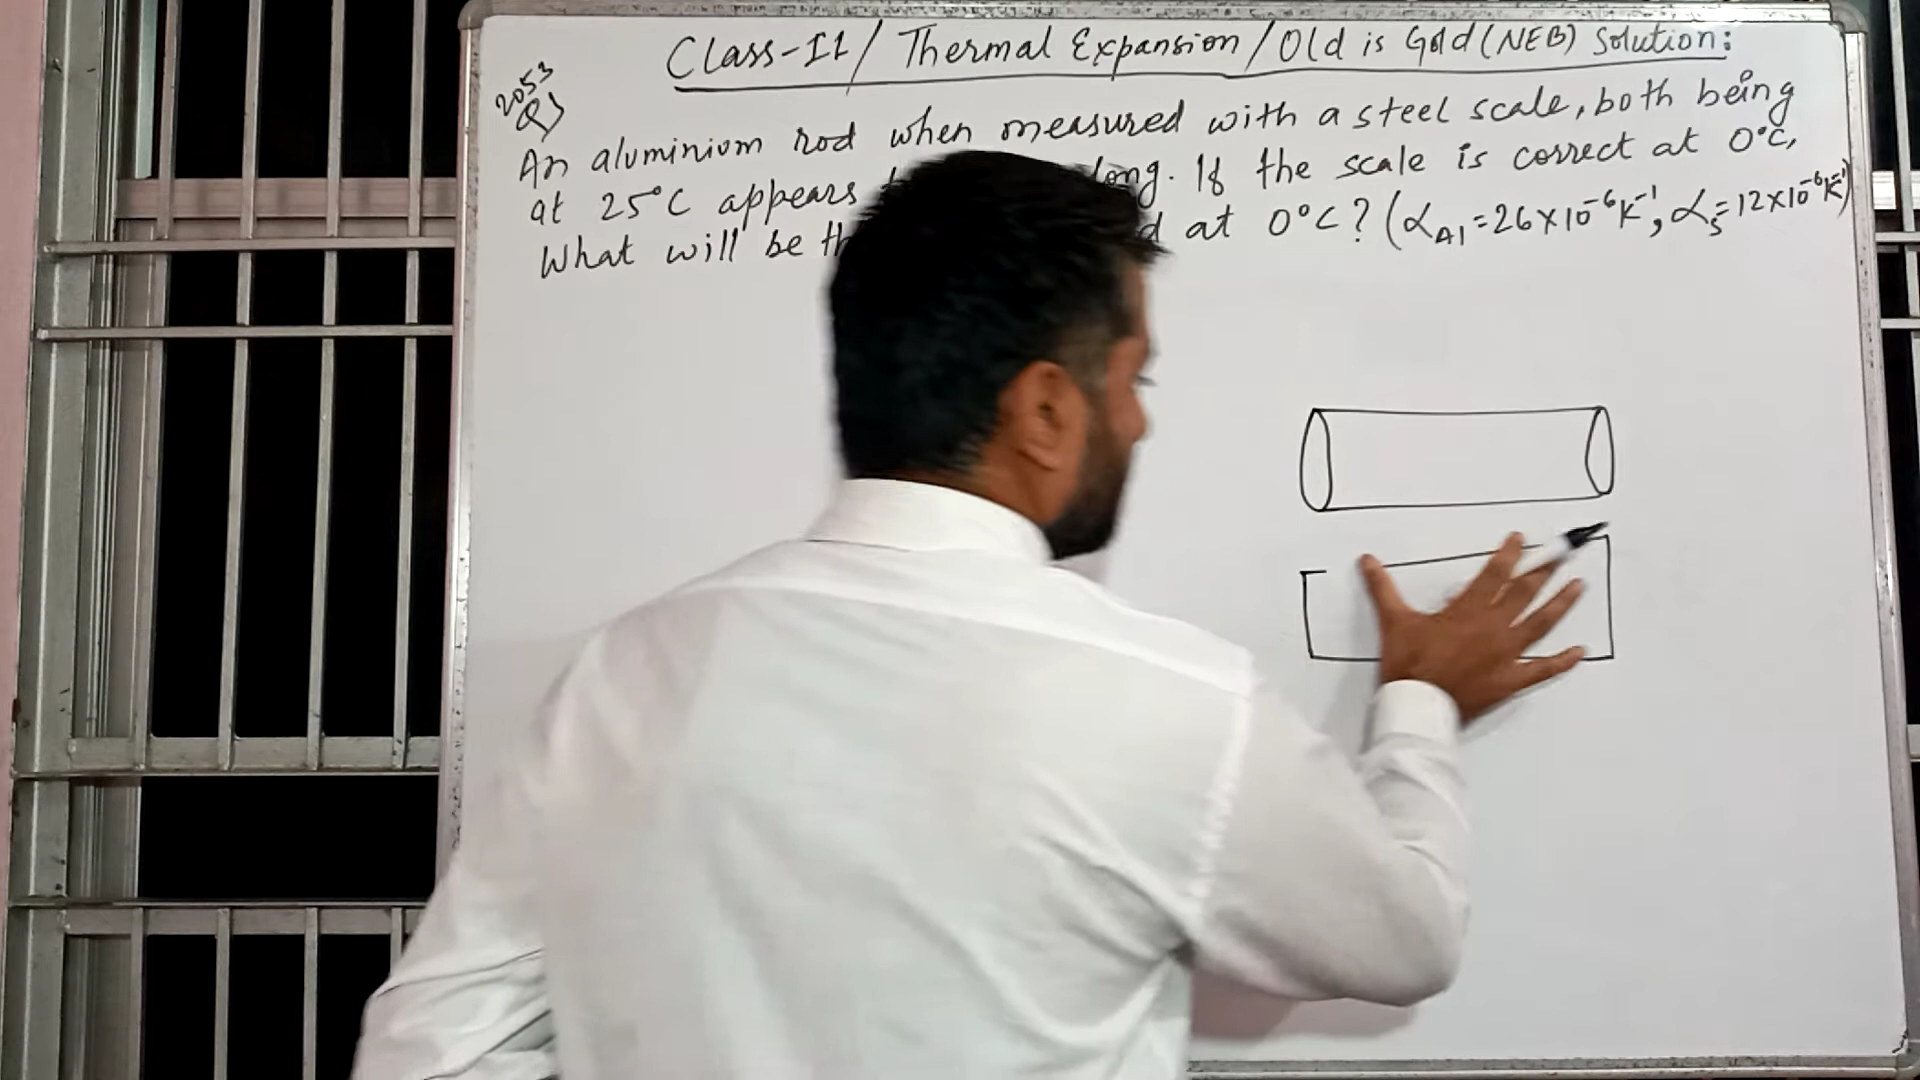 Class-11/ Thermal Expansion/Old is Gold (NEB) Solution:
2053
Q)
An aluminium rod when measured with a steel scale, both being
at 25°C appears long. If the scale is correct at 0°C,
What will be at 0°C? (αAl=26×10⁻⁶K⁻¹, αs=12×10⁻⁶K⁻¹)